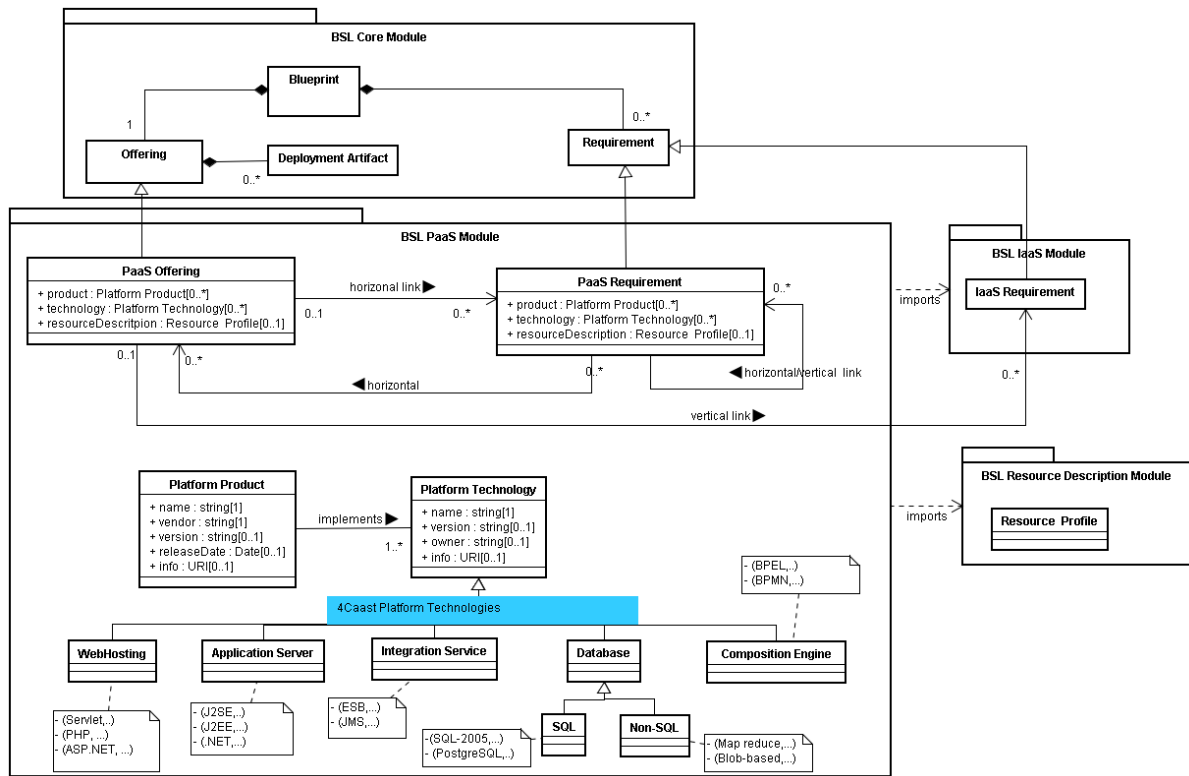 BSL Core Module
Blueprint
1
0..*
Offering
Deployment Artifact
0..*
Requirement
BSL PaaS Module
PaaS Offering
+ product : Platform Product[0..*]
+ technology : Platform Technology[0..*]
+ resourceDescritpion : Resource Profile[0..1]
horizonal link
0..1
0..*
PaaS Requirement
+ product : Platform Product[0..*]
+ technology : Platform Technology[0..*]
+ resourceDescription : Resource Profile[0..1]
0..*
imports
BSL IaaS Module
IaaS Requirement
0..1
0..*
0..*
horizontal
horizontal/vertical link
0..*
vertical link
Platform Product
+ name : string[1]
+ vendor : string[1]
+ version : string[0..1]
+ releaseDate : Date[0..1]
+ info : URI[0..1]
implements
1..*
Platform Technology
+ name : string[1]
+ version : string[0..1]
+ owner : string[0..1]
+ info : URI[0..1]
imports
BSL Resource Description Module
Resource Profile
- (BPEL,..)
- (BPMN,...)
4Caast Platform Technologies
WebHosting
Application Server
Integration Service
Database
Composition Engine
- (Servlet,..)
- (PHP, ...)
- (ASP.NET, ...)
- (J2SE,..)
- (J2EE,..)
- (.NET,...)
- (ESB,...)
- (JMS,...)
- (SQL-2005,...)
- (PostgreSQL,..)
SQL
Non-SQL
- (Map reduce,...)
- (Blob-based,...)